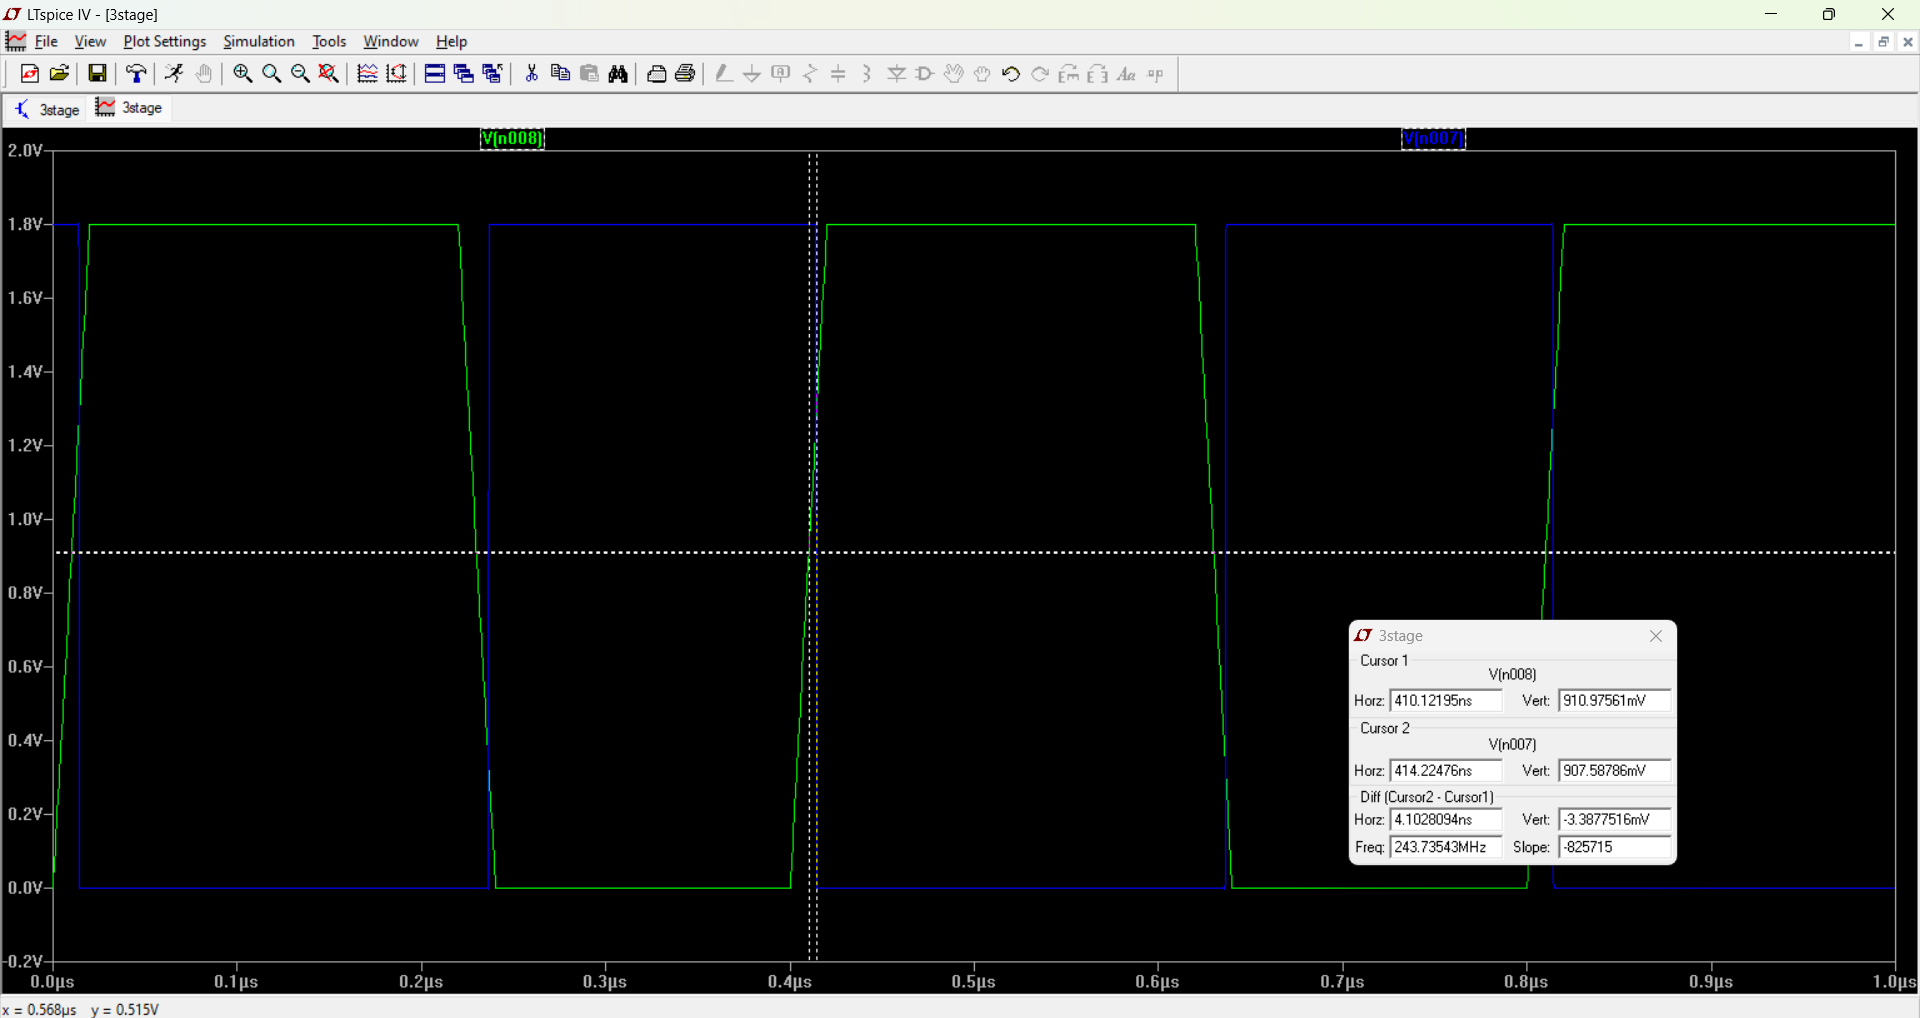 LTspice IV - [3stage]
File View Plot Settings Simulation Tools Window Help
3stage 3stage
V(n008) V(n007)
2.0V
1.8V
1.6V
1.4V
1.2V
1.0V
0.8V
0.6V
0.4V
0.2V
0.0V
-0.2V
0.0µs 0.1µs 0.2µs 0.3µs 0.4µs 0.5µs 0.6µs 0.7µs 0.8µs 0.9µs 1.0µs
3stage
Cursor 1
V(n008)
Horz: 410.12195ns Vert: 910.97561mV
Cursor 2
V(n007)
Horz: 414.22476ns Vert: 907.58786mV
Diff (Cursor2 - Cursor1)
Horz: 4.1028094ns Vert: -3.3877516mV
Freq: 243.73543MHz Slope: -825715
x = 0.568µs y = 0.515V